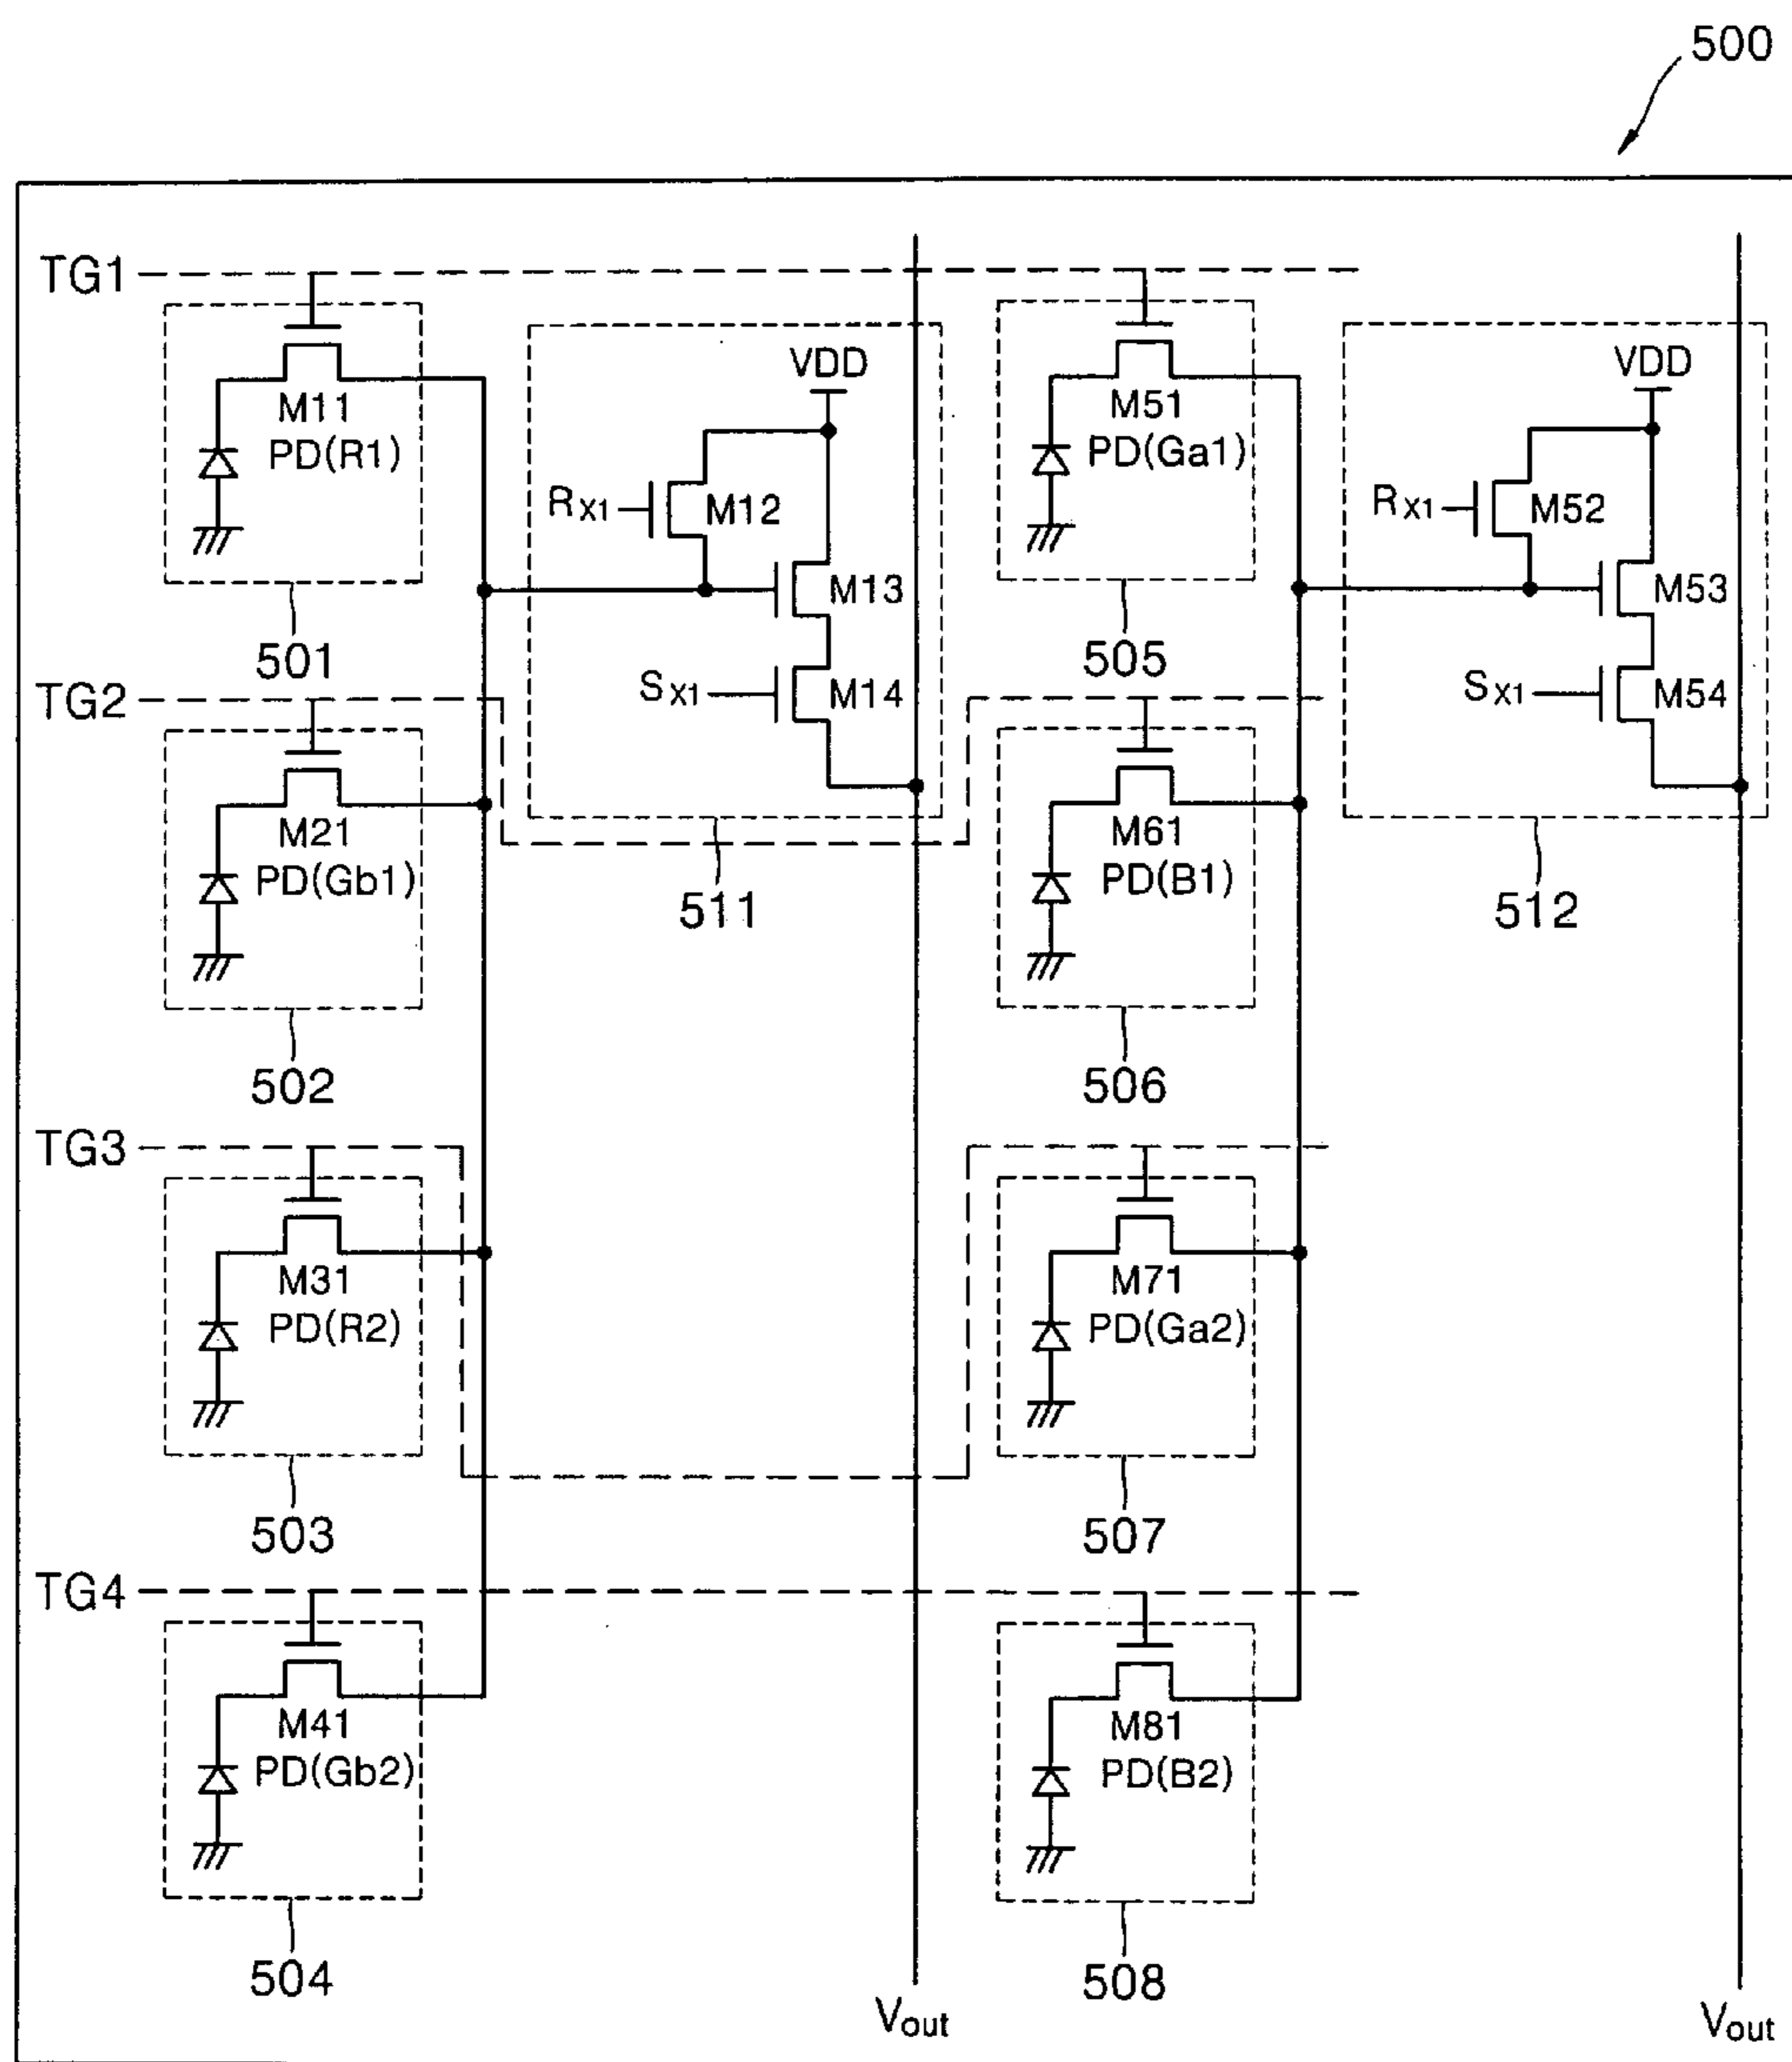 500
TG1
VDD
VDD
M11
PD(R1)
M51
PD(Ga1)
RX1
M12
RX1
M52
M13
M53
501
505
TG2
SX1
M14
SX1
M54
M21
PD(Gb1)
M61
PD(B1)
511
512
502
506
TG3
M31
PD(R2)
M71
PD(Ga2)
503
507
TG4
M41
PD(Gb2)
M81
PD(B2)
504
508
Vout
Vout